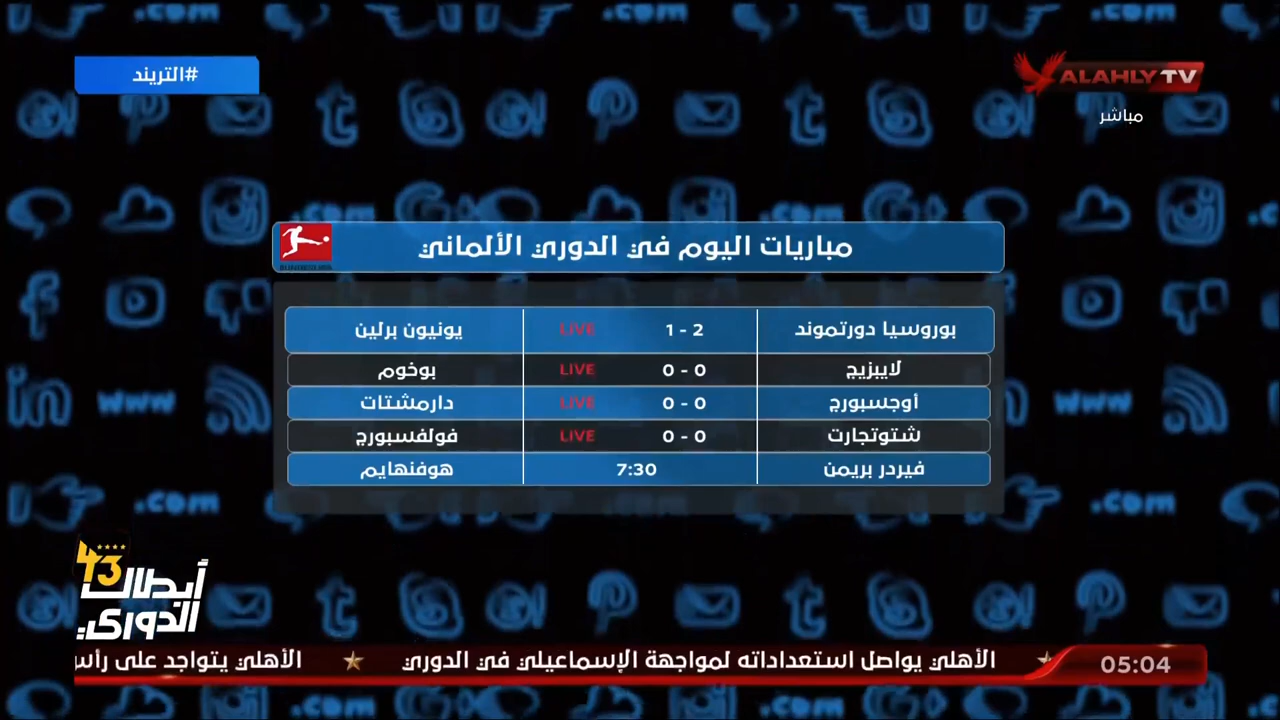 #التريند
ALAHLY TV
مباشر
مباريات اليوم في الدوري الألماني
بوروسيا دورتموند 2 - 1 LIVE يونيون برلين
لايبزيج 0 - 0 LIVE بوخوم
أوجسبورج 0 - 0 LIVE دارمشتات
شتوتجارت 0 - 0 LIVE فولفسبورج
فيردر بريمن 7:30 هوفنهايم
43
أبطال
الدوري
05:04 الأهلي يواصل استعداداته لمواجهة الإسماعيلي في الدوري الأهلي يتواجد على رأس